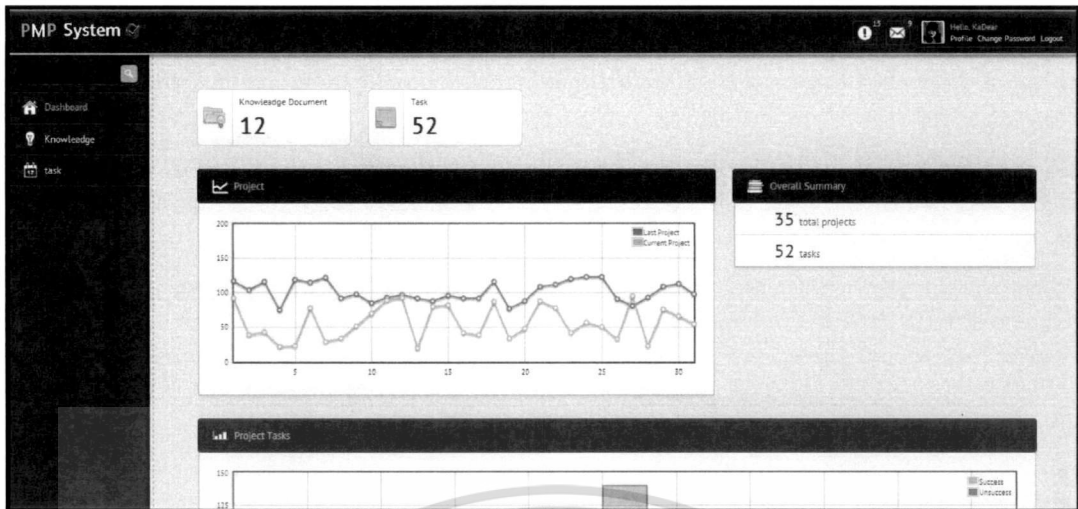 PMP System
15
9
Hello, KaDear
Profile Change Password Logout
Dashboard
Knowleadge
task
Knowleadge Document
12
Task
52
Project
200
150
100
50
0
Last Project
Current Project
5 10 15 20 25 30
Overall Summary
35 total projects
52 tasks
Project Tasks
150
125
Success
Unsuccess